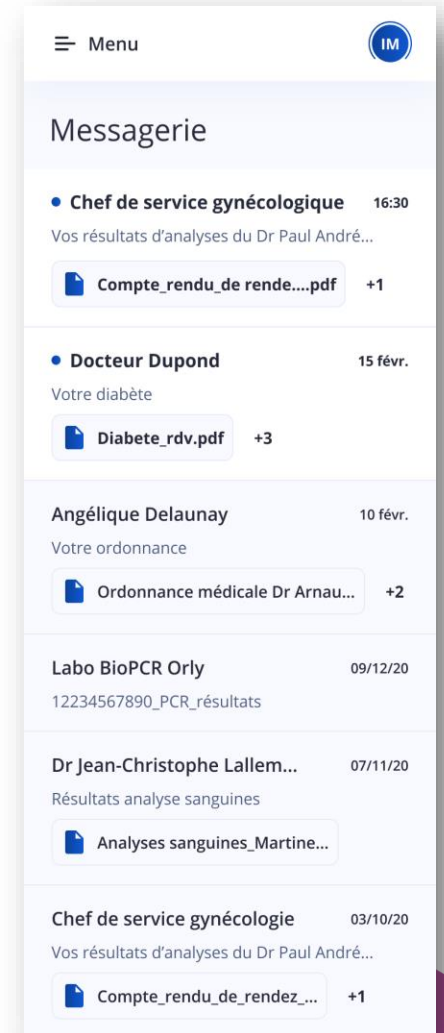 Menu
IM
Messagerie
Chef de service gynécologique 16:30
Vos résultats d’analyses du Dr Paul André...
Compte_rendu_de rende....pdf +1
Docteur Dupond 15 févr.
Votre diabète
Diabete_rdv.pdf +3
Angélique Delaunay 10 févr.
Votre ordonnance
Ordonnance médicale Dr Arnau... +2
Labo BioPCR Orly 09/12/20
12234567890_PCR_résultats
Dr Jean-Christophe Lallem... 07/11/20
Résultats analyse sanguines
Analyses sanguines_Martine...
Chef de service gynécologie 03/10/20
Vos résultats d’analyses du Dr Paul André...
Compte_rendu_de_rendez_... +1